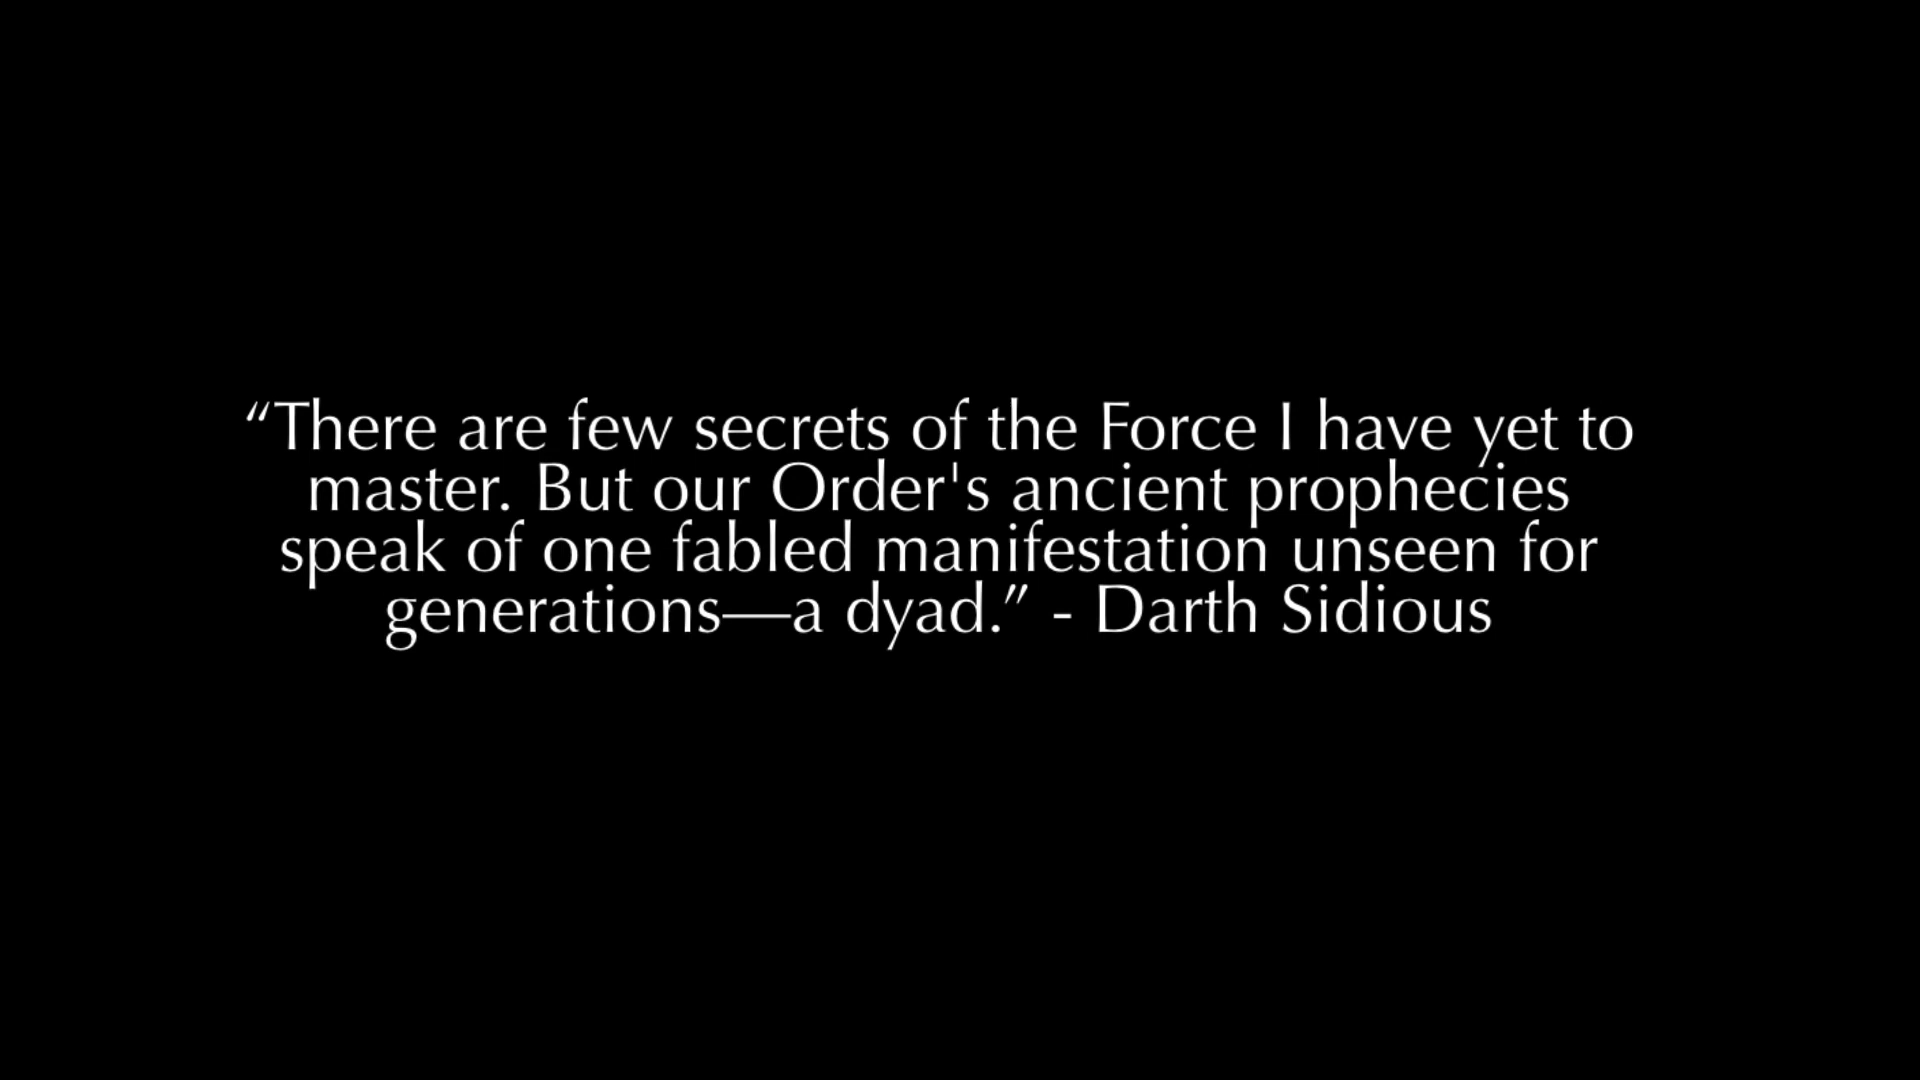 “There are few secrets of the Force I have yet to
master. But our Order's ancient prophecies
speak of one fabled manifestation unseen for
generations—a dyad.” - Darth Sidious